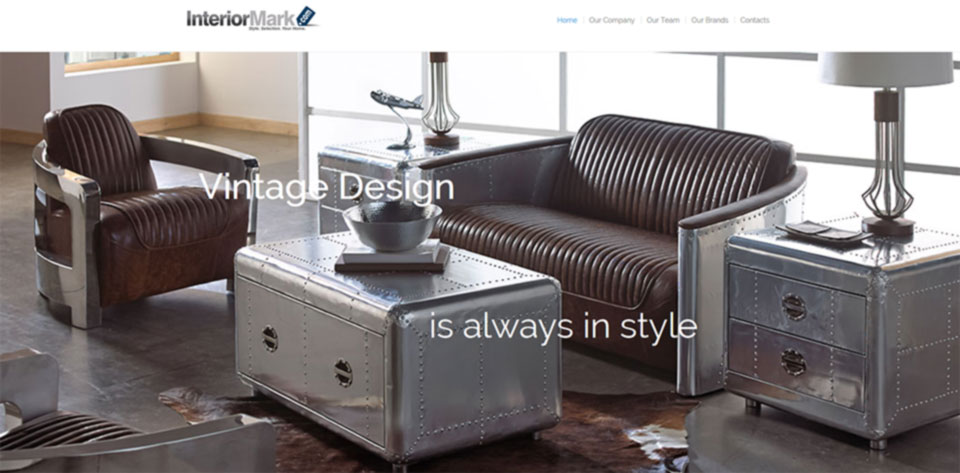 InteriorMark.com
Style. Selection. Your Home.
Home
Our Company
Our Team
Our Brands
Contacts
Vintage Design
is always in style